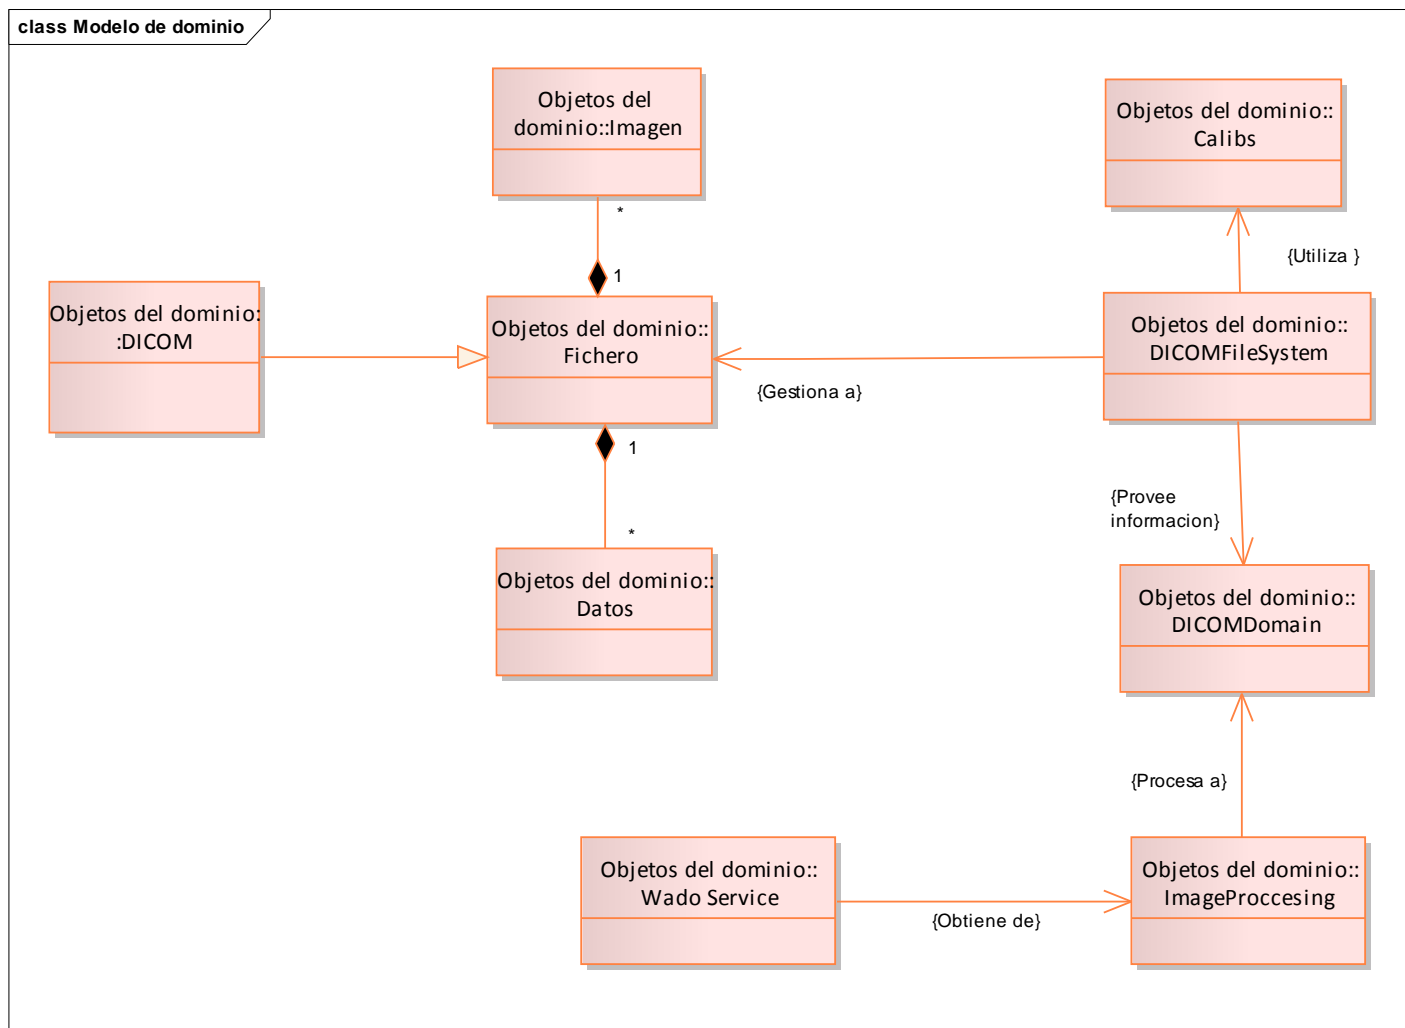 class Modelo de dominio
Objetos del
dominio::Imagen
*
1
Objetos del dominio::
Calibs
{Utiliza }
Objetos del dominio:
:DICOM
Objetos del dominio::
Fichero
{Gestiona a}
Objetos del dominio::
DICOMFileSystem
1
*
{Provee
informacion}
Objetos del dominio::
Datos
Objetos del dominio::
DICOMDomain
{Procesa a}
Objetos del dominio::
Wado Service
{Obtiene de}
Objetos del dominio::
ImageProccesing